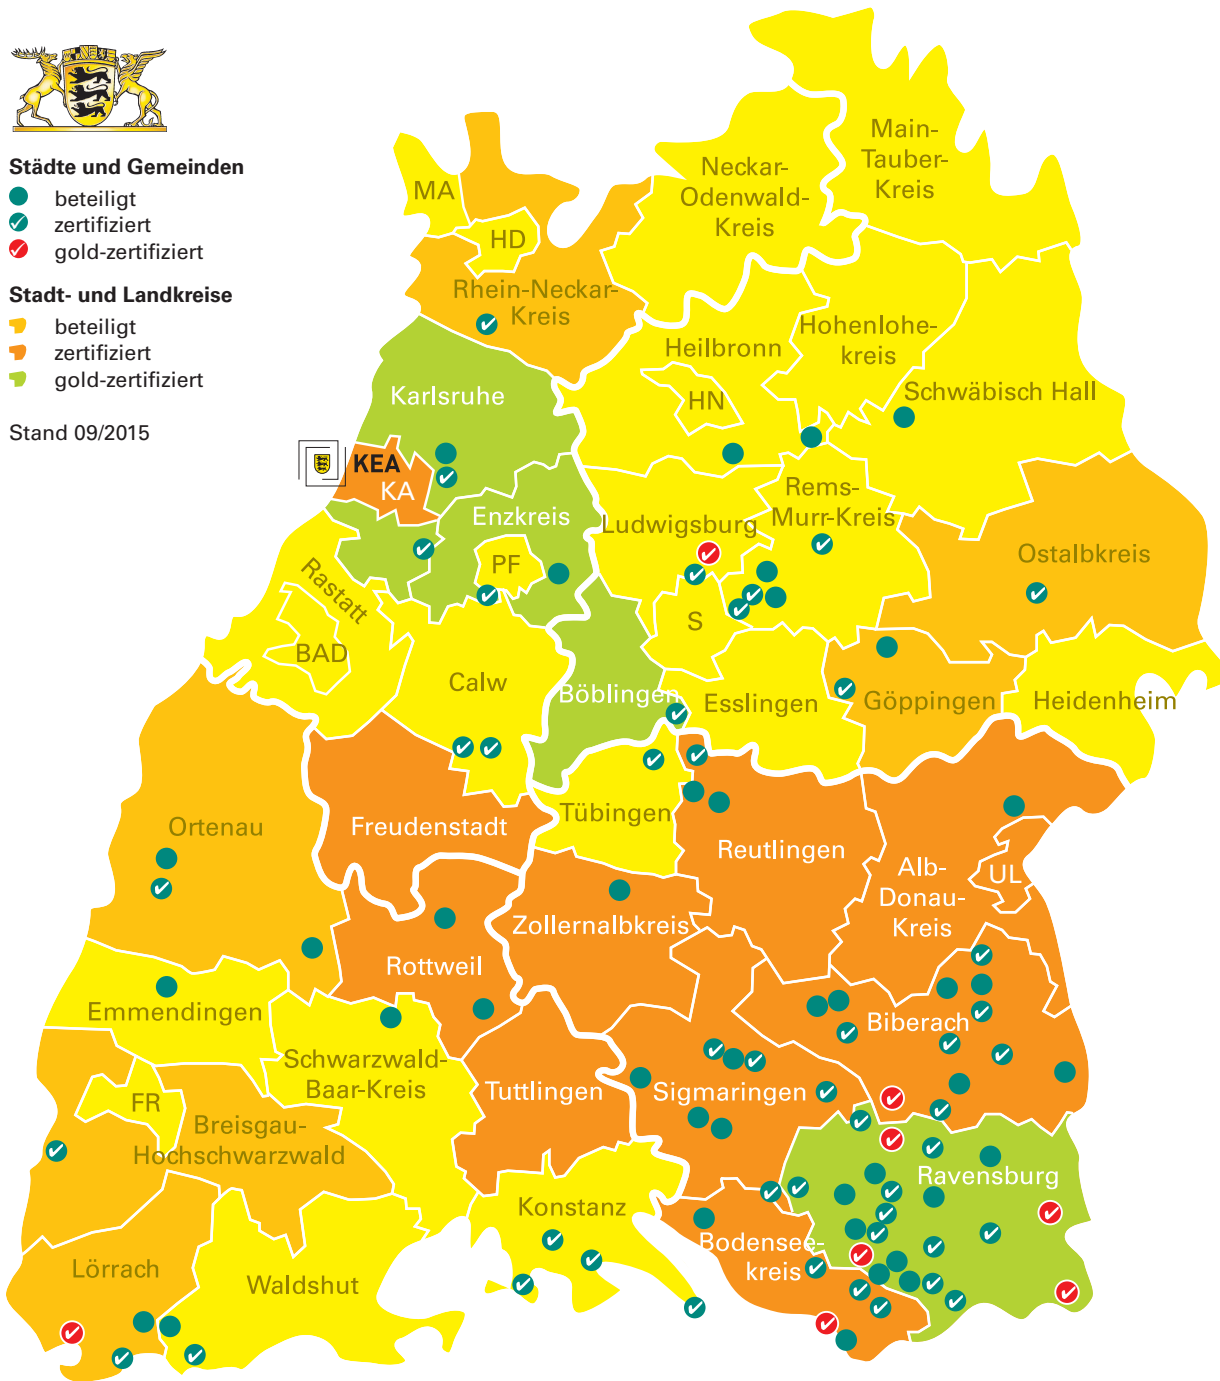 Städte und Gemeinden
beteiligt
zertifiziert
gold-zertifiziert
Stadt- und Landkreise
beteiligt
zertifiziert
gold-zertifiziert
Stand 09/2015
Main-
Tauber-
Kreis
Neckar-
Odenwald-
Kreis
MA
HD
Rhein-Neckar-
Kreis
Hohenlohe-
kreis
Heilbronn
HN
Schwäbisch Hall
Karlsruhe
KEA
KA
Enzkreis
PF
Ludwigsburg
Rems-
Murr-Kreis
Ostalbkreis
Rastatt
BAD
S
Calw
Böblingen
Esslingen
Göppingen
Heidenheim
Ortenau
Freudenstadt
Tübingen
Reutlingen
Alb-
Donau-
Kreis
UL
Zollernalbkreis
Rottweil
Emmendingen
Biberach
Schwarzwald-
Baar-Kreis
Tuttlingen
Sigmaringen
FR
Breisgau-
Hochschwarzwald
Ravensburg
Konstanz
Bodensee-
kreis
Lörrach
Waldshut